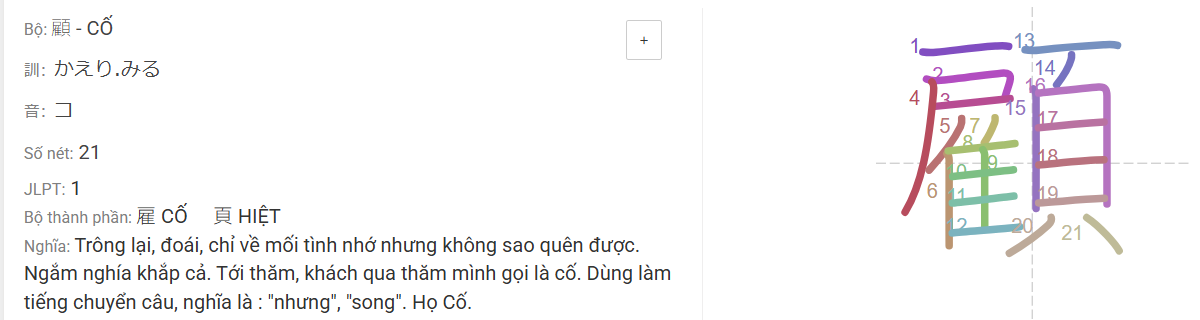 Bộ: 顧 - CỐ
+
訓: かえり.みる
音: コ
Số nét: 21
JLPT: 1
Bộ thành phần: 雇 CỐ 頁 HIỆT
Nghĩa: Trông lại, đoái, chỉ về mối tình nhớ nhưng không sao quên được.
Ngắm nghía khắp cả. Tới thăm, khách qua thăm mình gọi là cố. Dùng làm
tiếng chuyển câu, nghĩa là : "nhưng", "song". Họ Cố.
顧
1
2
3
4
5
6
7
8
9
10
11
12
13
14
15
16
17
18
19
20
21